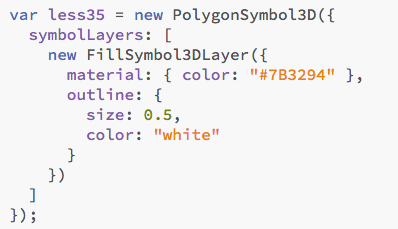 var less35 = new PolygonSymbol3D({
  symbolLayers: [
    new FillSymbol3DLayer({
      material: { color: "#7B3294" },
      outline: {
        size: 0.5,
        color: "white"
      }
    })
  ]
});